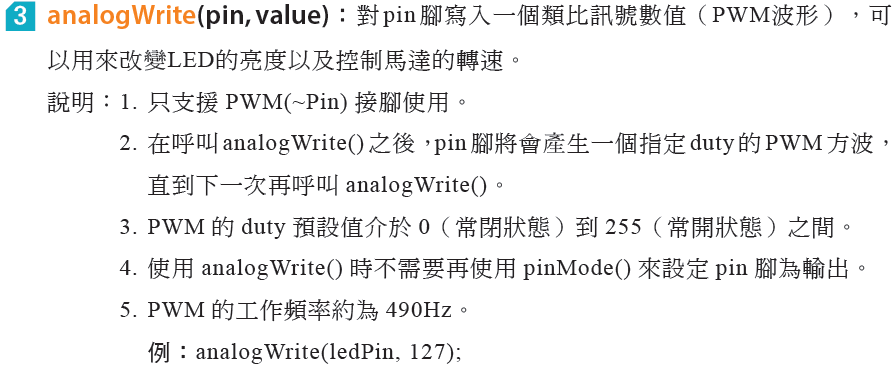 3 analogWrite(pin, value)：對pin腳寫入一個類比訊號數值（PWM波形），可
以用來改變LED的亮度以及控制馬達的轉速。
說明：1. 只支援 PWM(~Pin) 接腳使用。
2. 在呼叫analogWrite()之後，pin腳將會產生一個指定duty的PWM方波，
直到下一次再呼叫 analogWrite()。
3. PWM 的 duty 預設值介於 0（常閉狀態）到 255（常開狀態）之間。
4. 使用 analogWrite() 時不需要再使用 pinMode() 來設定 pin 腳為輸出。
5. PWM 的工作頻率約為 490Hz。
例：analogWrite(ledPin, 127);